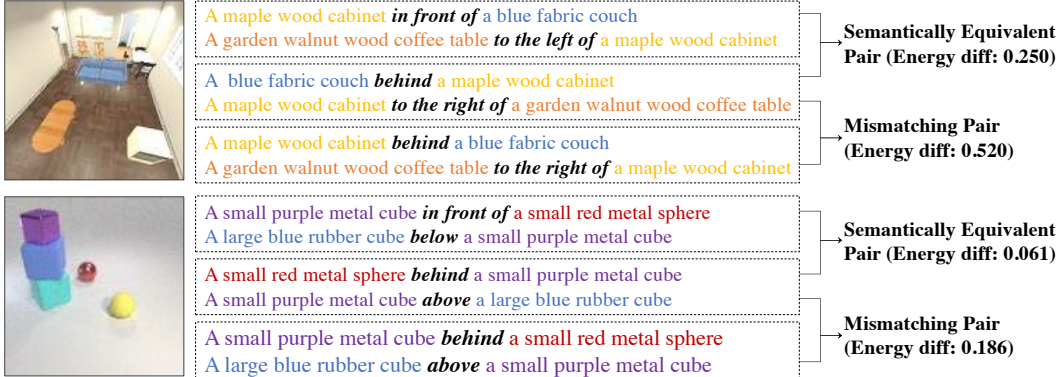 A maple wood cabinet in front of a blue fabric couch
A garden walnut wood coffee table to the left of a maple wood cabinet
Semantically Equivalent
Pair (Energy diff: 0.250)
A blue fabric couch behind a maple wood cabinet
A maple wood cabinet to the right of a garden walnut wood coffee table
Mismatching Pair
(Energy diff: 0.520)
A maple wood cabinet behind a blue fabric couch
A garden walnut wood coffee table to the right of a maple wood cabinet
A small purple metal cube in front of a small red metal sphere
A large blue rubber cube below a small purple metal cube
Semantically Equivalent
Pair (Energy diff: 0.061)
A small red metal sphere behind a small purple metal cube
A small purple metal cube above a large blue rubber cube
Mismatching Pair
(Energy diff: 0.186)
A small purple metal cube behind a small red metal sphere
A large blue rubber cube above a small purple metal cube